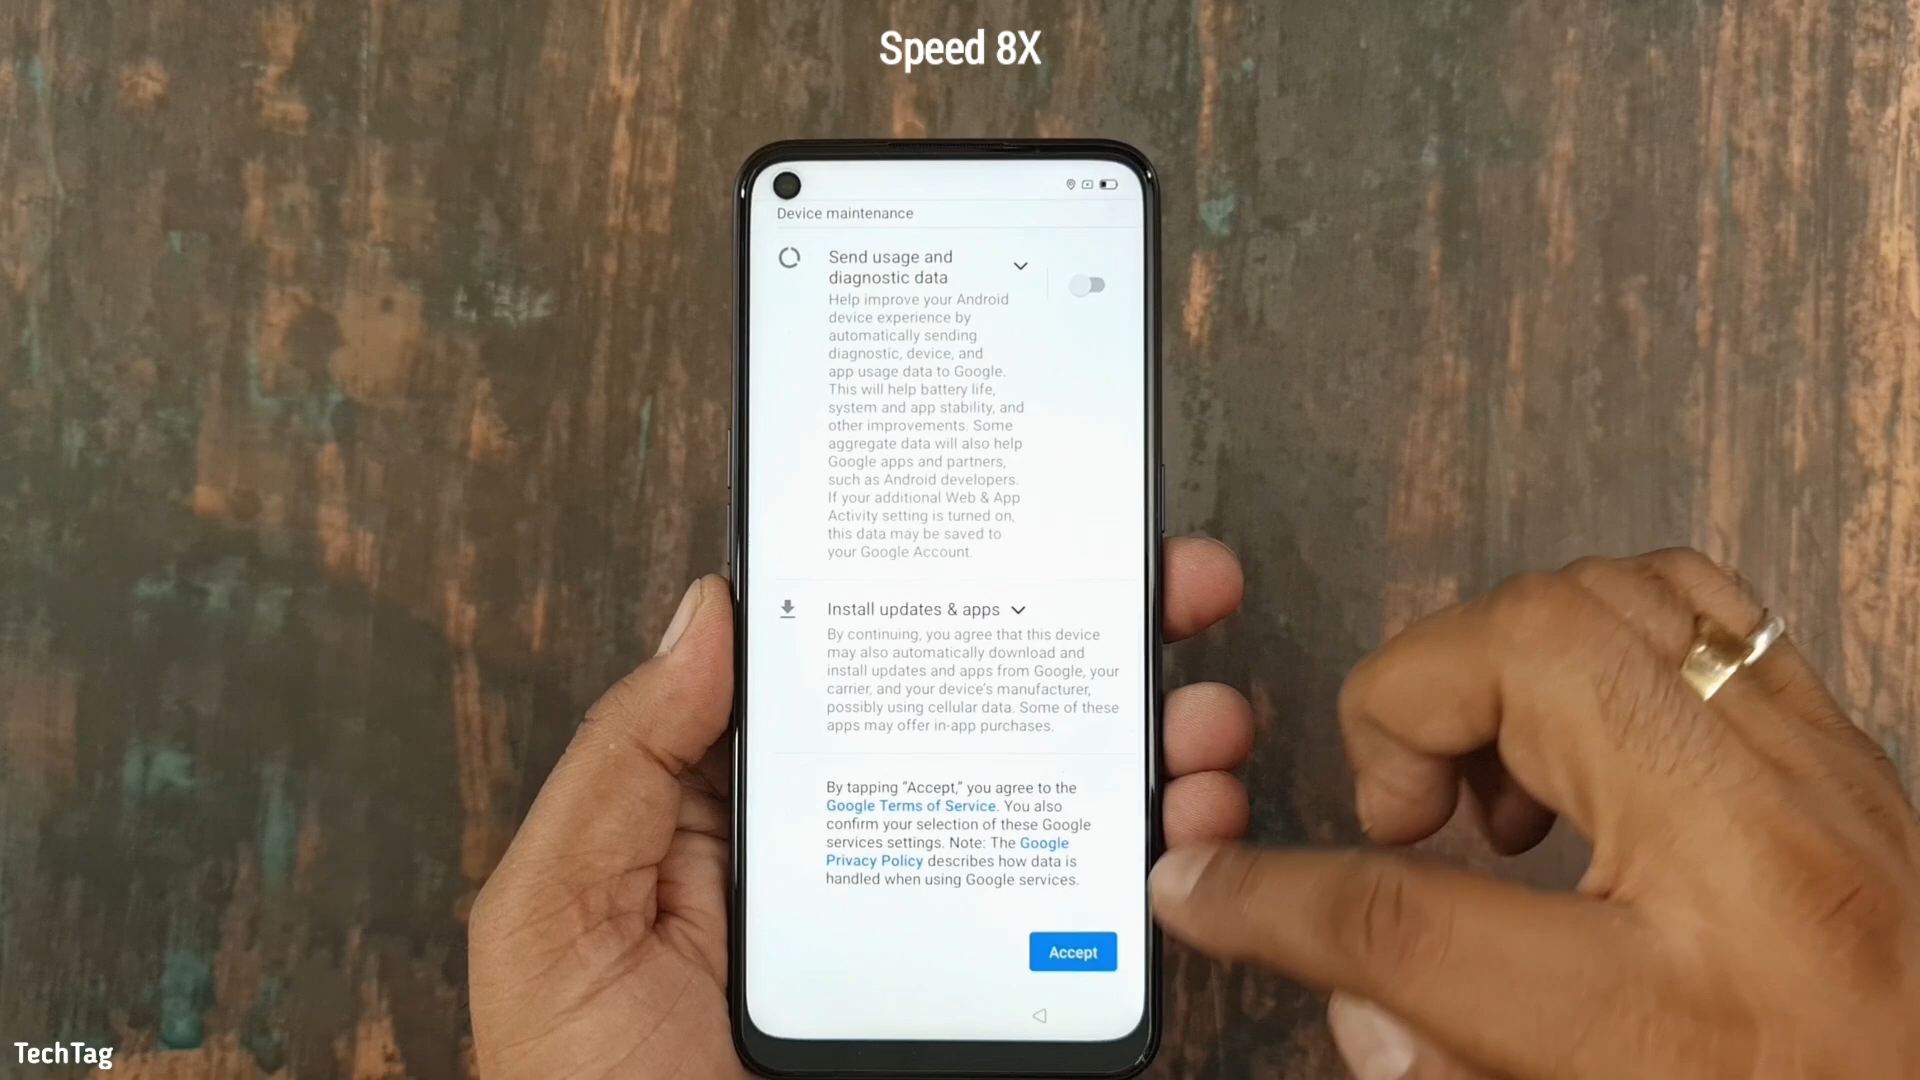 Speed 8X
Device maintenance
Send usage and
diagnostic data
Help improve your Android
device experience by
automatically sending
diagnostic, device, and
app usage data to Google.
This will help battery life,
system and app stability, and
other improvements. Some
aggregate data will also help
Google apps and partners,
such as Android developers.
If your additional Web & App
Activity setting is turned on,
this data may be saved to
your Google Account.
Install updates & apps
By continuing, you agree that this device
may also automatically download and
install updates and apps from Google, your
carrier, and your device's manufacturer,
possibly using cellular data. Some of these
apps may offer in-app purchases.
By tapping “Accept,” you agree to the
Google Terms of Service. You also
confirm your selection of these Google
services settings. Note: The Google
Privacy Policy describes how data is
handled when using Google services.
Accept
TechTag